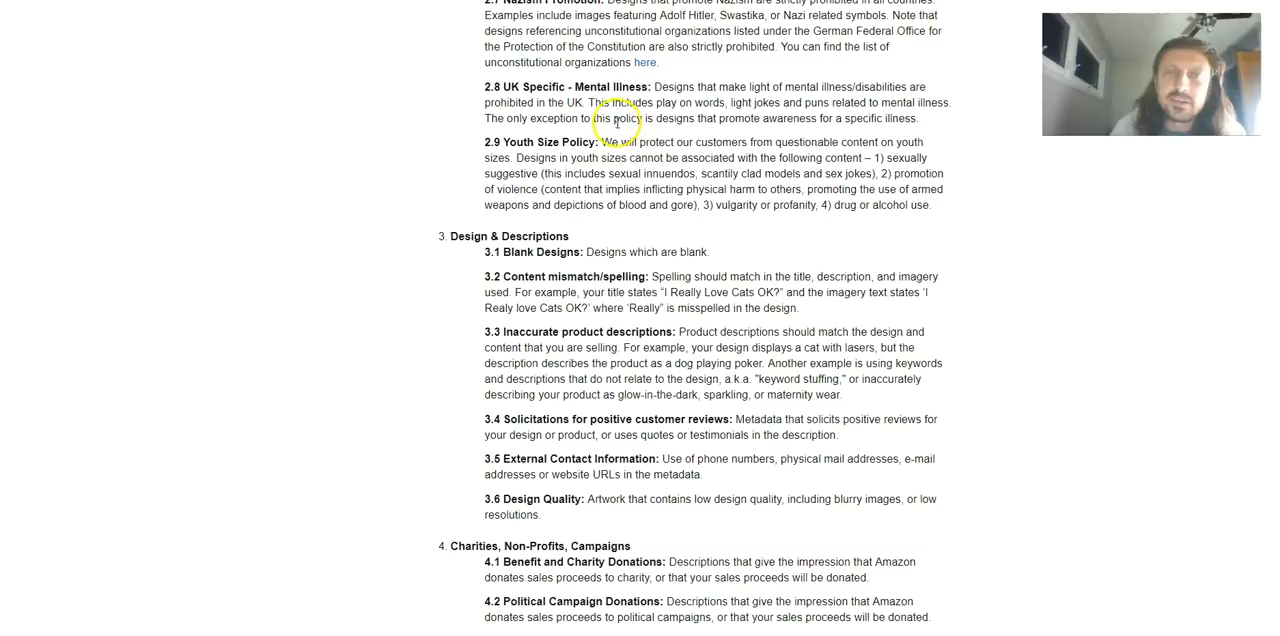 2.7 Nazism Promotion: Designs that promote Nazism are strictly prohibited in all countries.
Examples include images featuring Adolf Hitler, Swastika, or Nazi related symbols. Note that
designs referencing unconstitutional organizations listed under the German Federal Office for
the Protection of the Constitution are also strictly prohibited. You can find the list of
unconstitutional organizations here.
2.8 UK Specific - Mental Illness: Designs that make light of mental illness/disabilities are
prohibited in the UK. This includes play on words, light jokes and puns related to mental illness.
The only exception to this policy is designs that promote awareness for a specific illness.
2.9 Youth Size Policy: We will protect our customers from questionable content on youth
sizes. Designs in youth sizes cannot be associated with the following content – 1) sexually
suggestive (this includes sexual innuendos, scantily clad models and sex jokes), 2) promotion
of violence (content that implies inflicting physical harm to others, promoting the use of armed
weapons and depictions of blood and gore), 3) vulgarity or profanity, 4) drug or alcohol use.
3. Design & Descriptions
3.1 Blank Designs: Designs which are blank.
3.2 Content mismatch/spelling: Spelling should match in the title, description, and imagery
used. For example, your title states “I Really Love Cats OK?” and the imagery text states ‘I
Realy love Cats OK?’ where ‘Really” is misspelled in the design.
3.3 Inaccurate product descriptions: Product descriptions should match the design and
content that you are selling. For example, your design displays a cat with lasers, but the
description describes the product as a dog playing poker. Another example is using keywords
and descriptions that do not relate to the design, a.k.a. "keyword stuffing," or inaccurately
describing your product as glow-in-the-dark, sparkling, or maternity wear.
3.4 Solicitations for positive customer reviews: Metadata that solicits positive reviews for
your design or product, or uses quotes or testimonials in the description.
3.5 External Contact Information: Use of phone numbers, physical mail addresses, e-mail
addresses or website URLs in the metadata.
3.6 Design Quality: Artwork that contains low design quality, including blurry images, or low
resolutions.
4. Charities, Non-Profits, Campaigns
4.1 Benefit and Charity Donations: Descriptions that give the impression that Amazon
donates sales proceeds to charity, or that your sales proceeds will be donated.
4.2 Political Campaign Donations: Descriptions that give the impression that Amazon
donates sales proceeds to political campaigns, or that your sales proceeds will be donated.